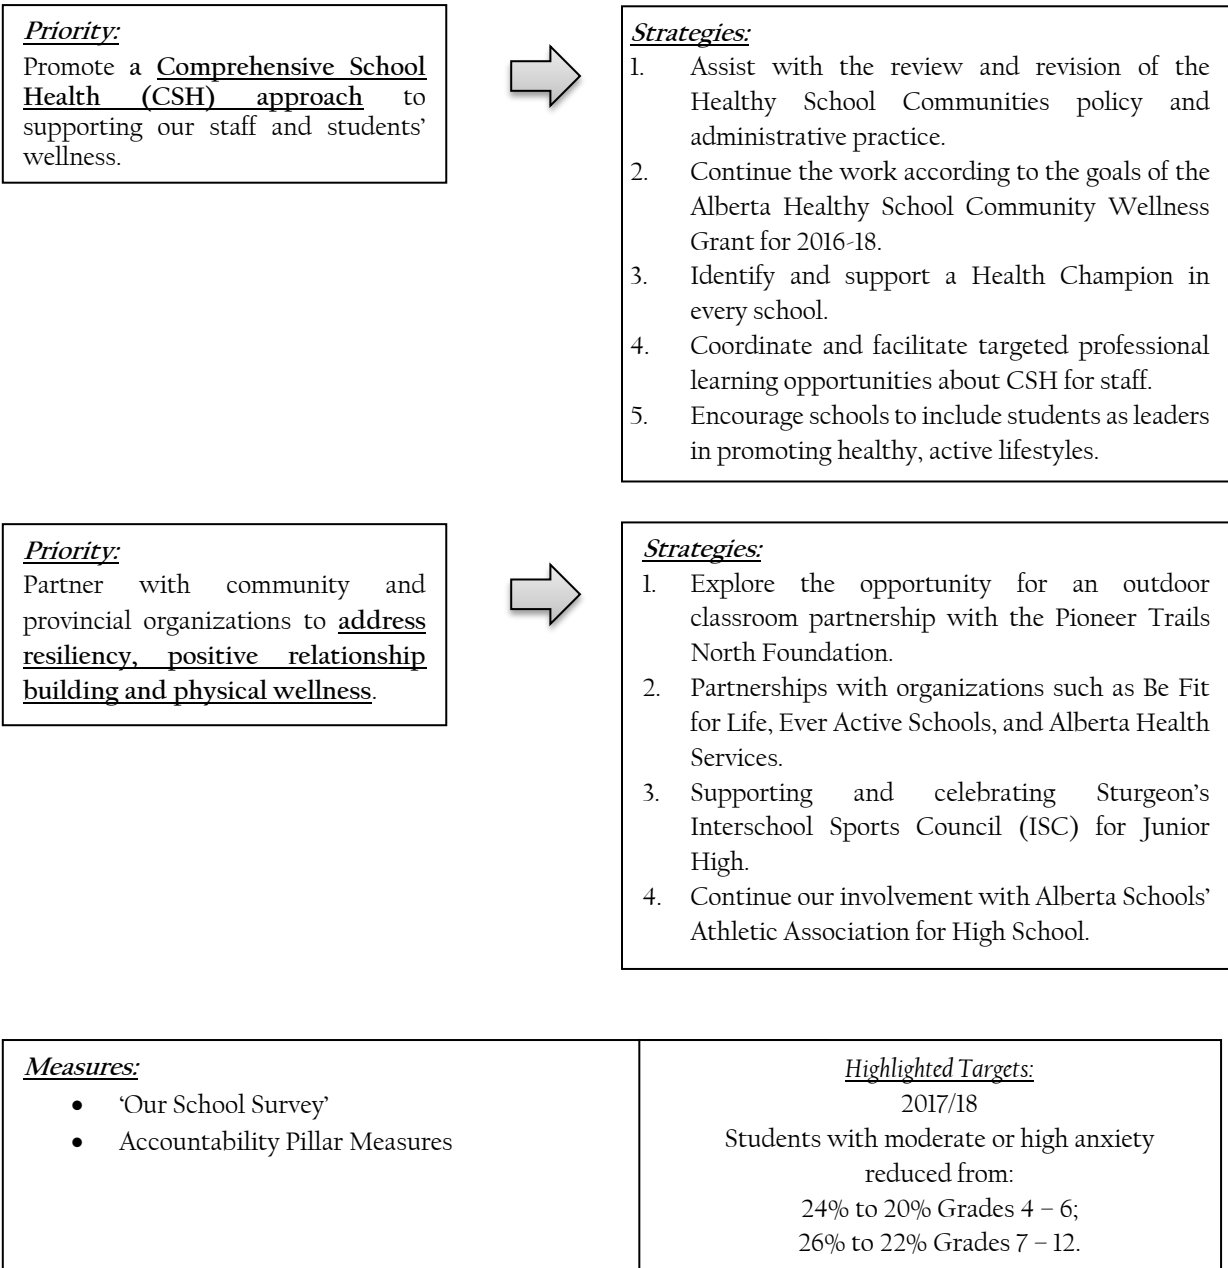 Priority:
Promote a Comprehensive School
Health (CSH) approach to
supporting our staff and students’
wellness.
Strategies:
1. Assist with the review and revision of the
Healthy School Communities policy and
administrative practice.
2. Continue the work according to the goals of the
Alberta Healthy School Community Wellness
Grant for 2016-18.
3. Identify and support a Health Champion in
every school.
4. Coordinate and facilitate targeted professional
learning opportunities about CSH for staff.
5. Encourage schools to include students as leaders
in promoting healthy, active lifestyles.
Priority:
Partner with community and
provincial organizations to address
resiliency, positive relationship
building and physical wellness.
Strategies:
1. Explore the opportunity for an outdoor
classroom partnership with the Pioneer Trails
North Foundation.
2. Partnerships with organizations such as Be Fit
for Life, Ever Active Schools, and Alberta Health
Services.
3. Supporting and celebrating Sturgeon’s
Interschool Sports Council (ISC) for Junior
High.
4. Continue our involvement with Alberta Schools’
Athletic Association for High School.
Measures:
• ‘Our School Survey’
• Accountability Pillar Measures
Highlighted Targets:
2017/18
Students with moderate or high anxiety
reduced from:
24% to 20% Grades 4 – 6;
26% to 22% Grades 7 – 12.